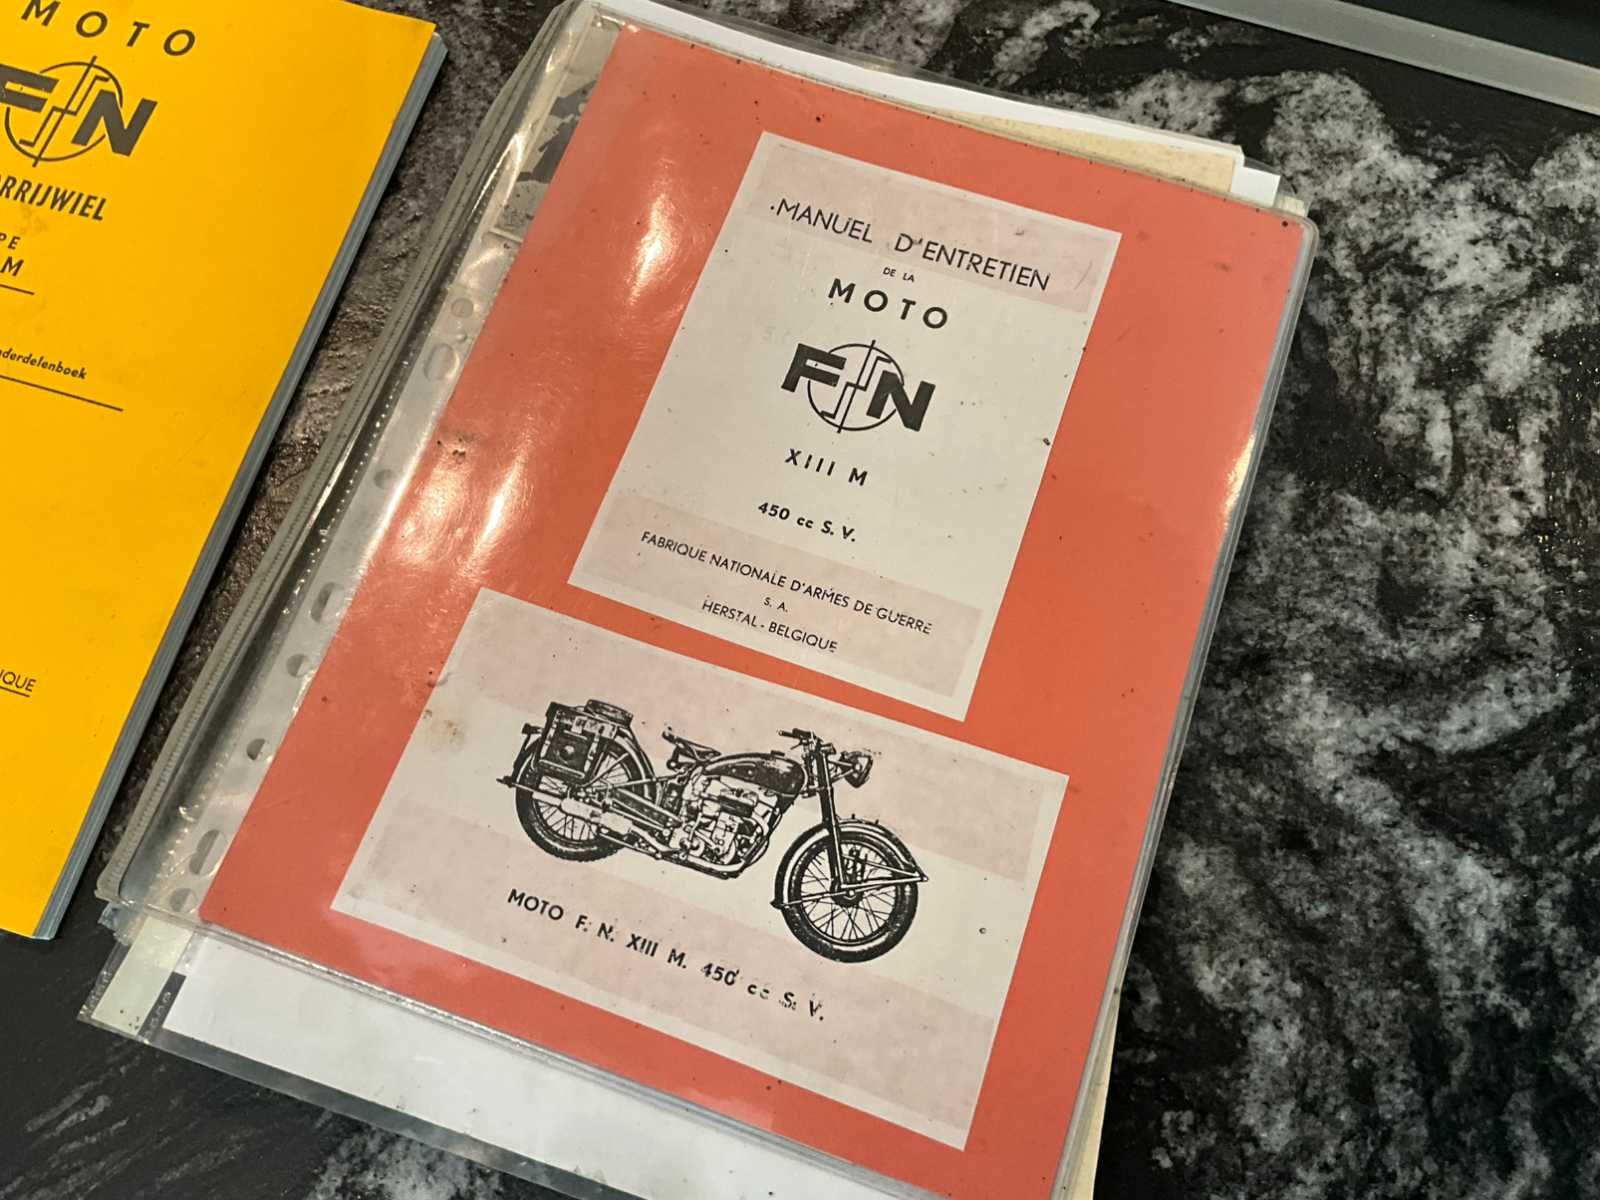 MOTO
FN
RRIJWIEL
PE
M
derdelenboek
IQUE
MANUEL D'ENTRETIEN
DE LA
MOTO
FN
XIII M
450 cc S. V.
FABRIQUE NATIONALE D'ARMES DE GUERRE
S. A.
HERSTAL - BELGIQUE
MOTO F. N. XIII M. 450 cc S. V.